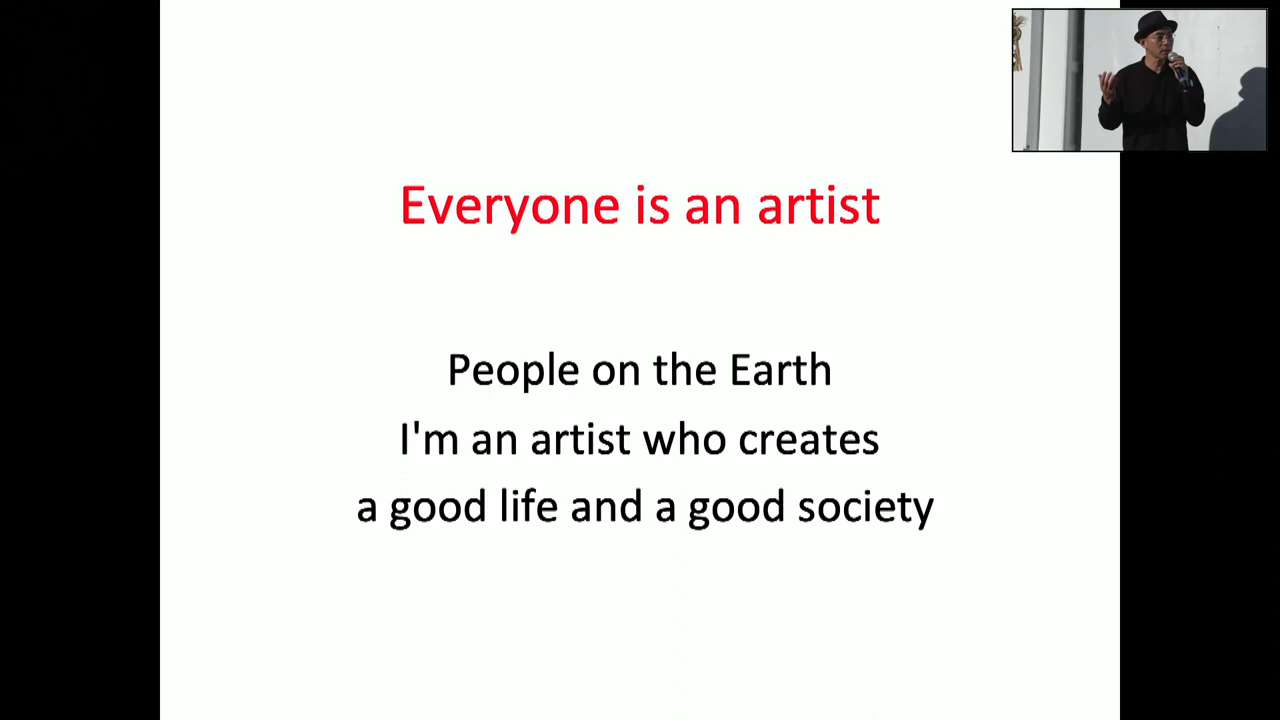 Everyone is an artist
People on the Earth
I'm an artist who creates
a good life and a good society